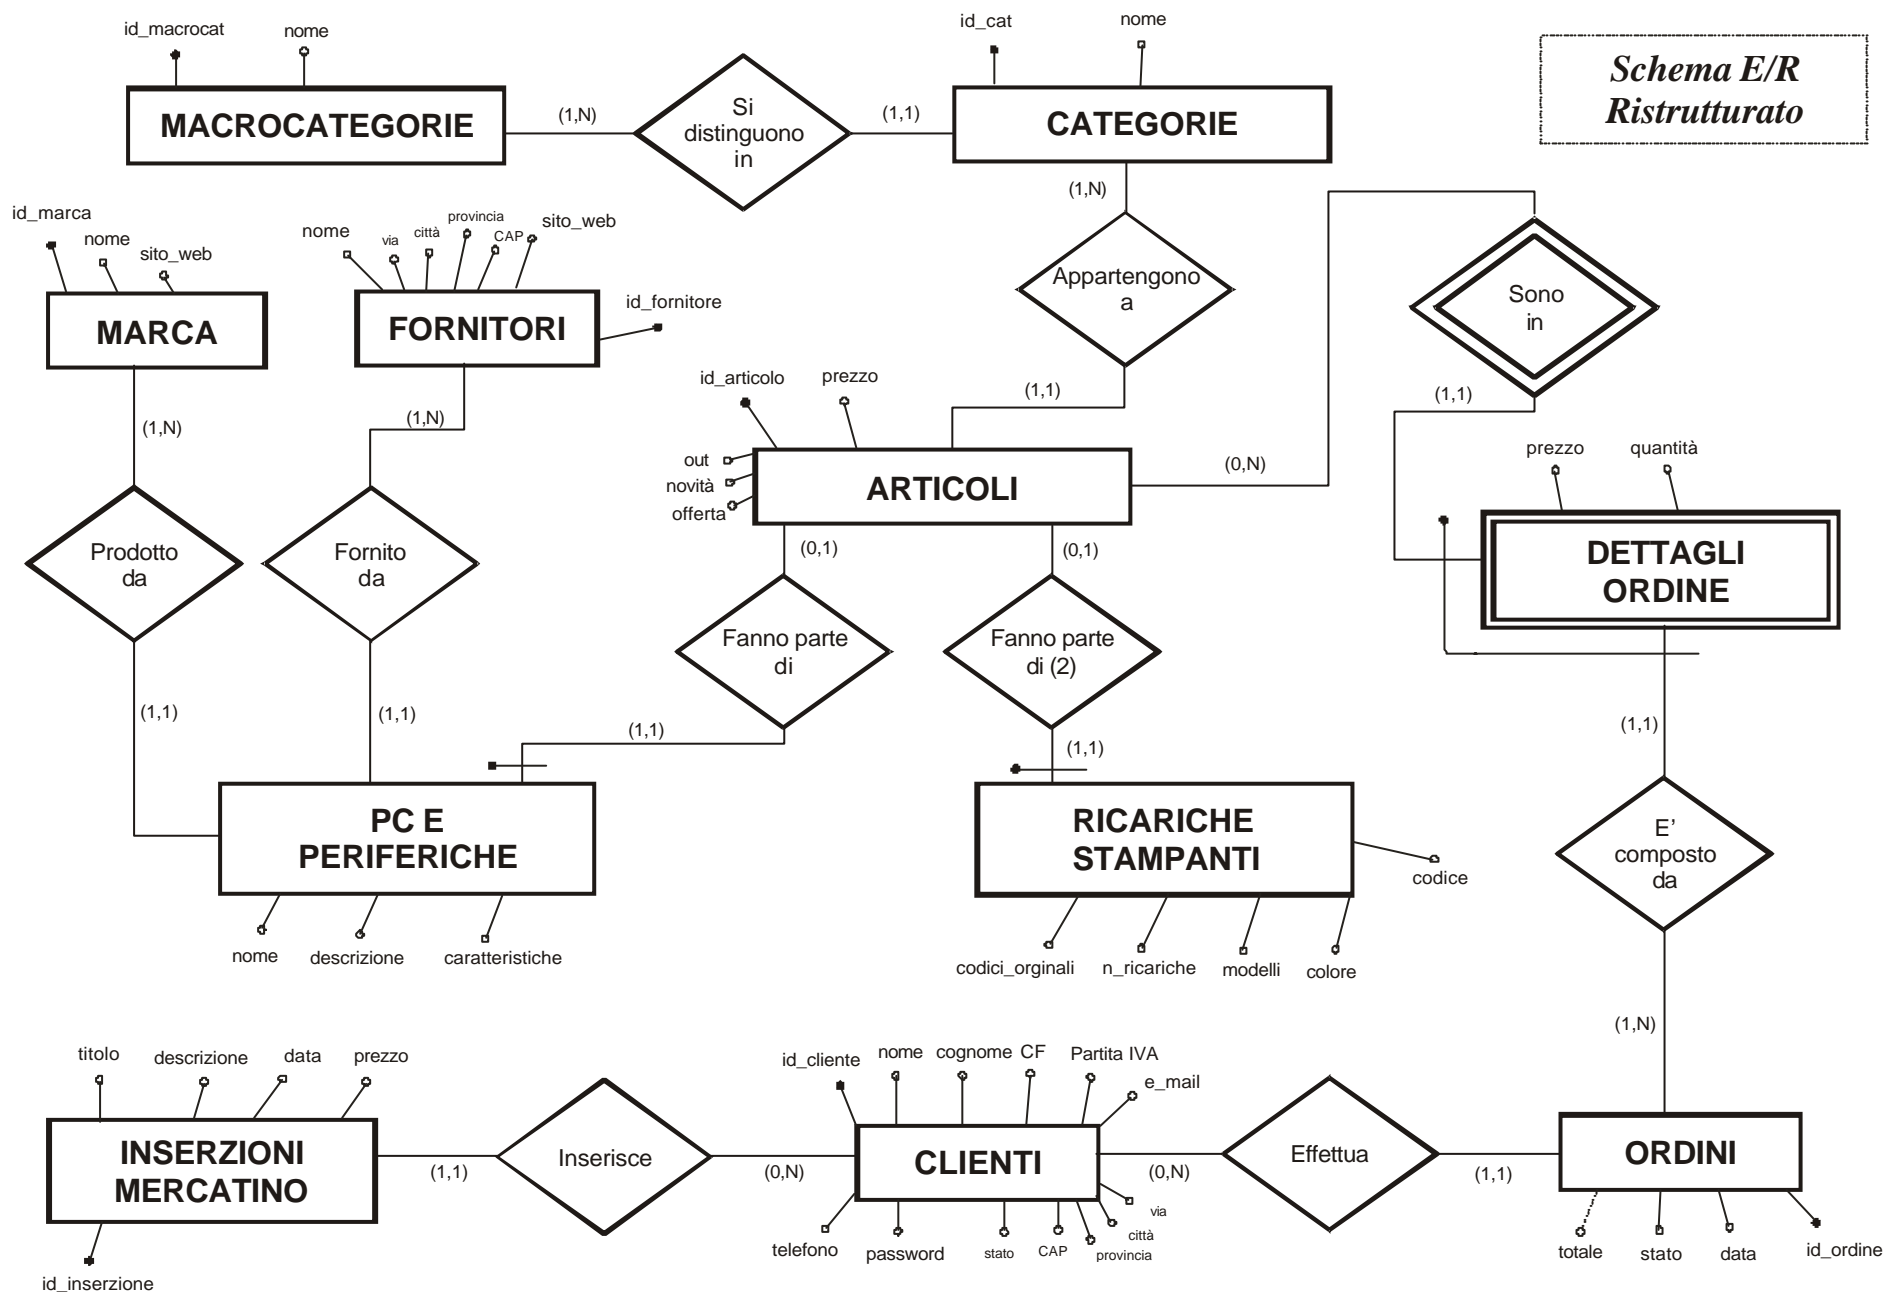 id_macrocat
nome
id_cat
nome
Schema E/R
Ristrutturato
MACROCATEGORIE
(1,N)
Si
distinguono
in
(1,1)
CATEGORIE
(1,N)
id_marca
nome
sito_web
nome
via
città
provincia
CAP
sito_web
id_fornitore
MARCA
FORNITORI
Appartengono
a
Sono
in
(1,1)
(1,1)
id_articolo
prezzo
(1,N)
(1,N)
out
novità
offerta
ARTICOLI
(0,N)
prezzo
quantità
Prodotto
da
Fornito
da
(0,1)
(0,1)
DETTAGLI
ORDINE
Fanno parte
di
Fanno parte
di (2)
(1,1)
(1,1)
(1,1)
(1,1)
(1,1)
PC E
PERIFERICHE
RICARICHE
STAMPANTI
E’
composto
da
codice
nome
descrizione
caratteristiche
codici_orginali
n_ricariche
modelli
colore
(1,N)
titolo
descrizione
data
prezzo
id_cliente
nome
cognome
CF
Partita IVA
e_mail
INSERZIONI
MERCATINO
(1,1)
Inserisce
(0,N)
CLIENTI
(0,N)
Effettua
(1,1)
ORDINI
telefono
password
stato
CAP
provincia
città
via
totale
stato
data
id_ordine
id_inserzione